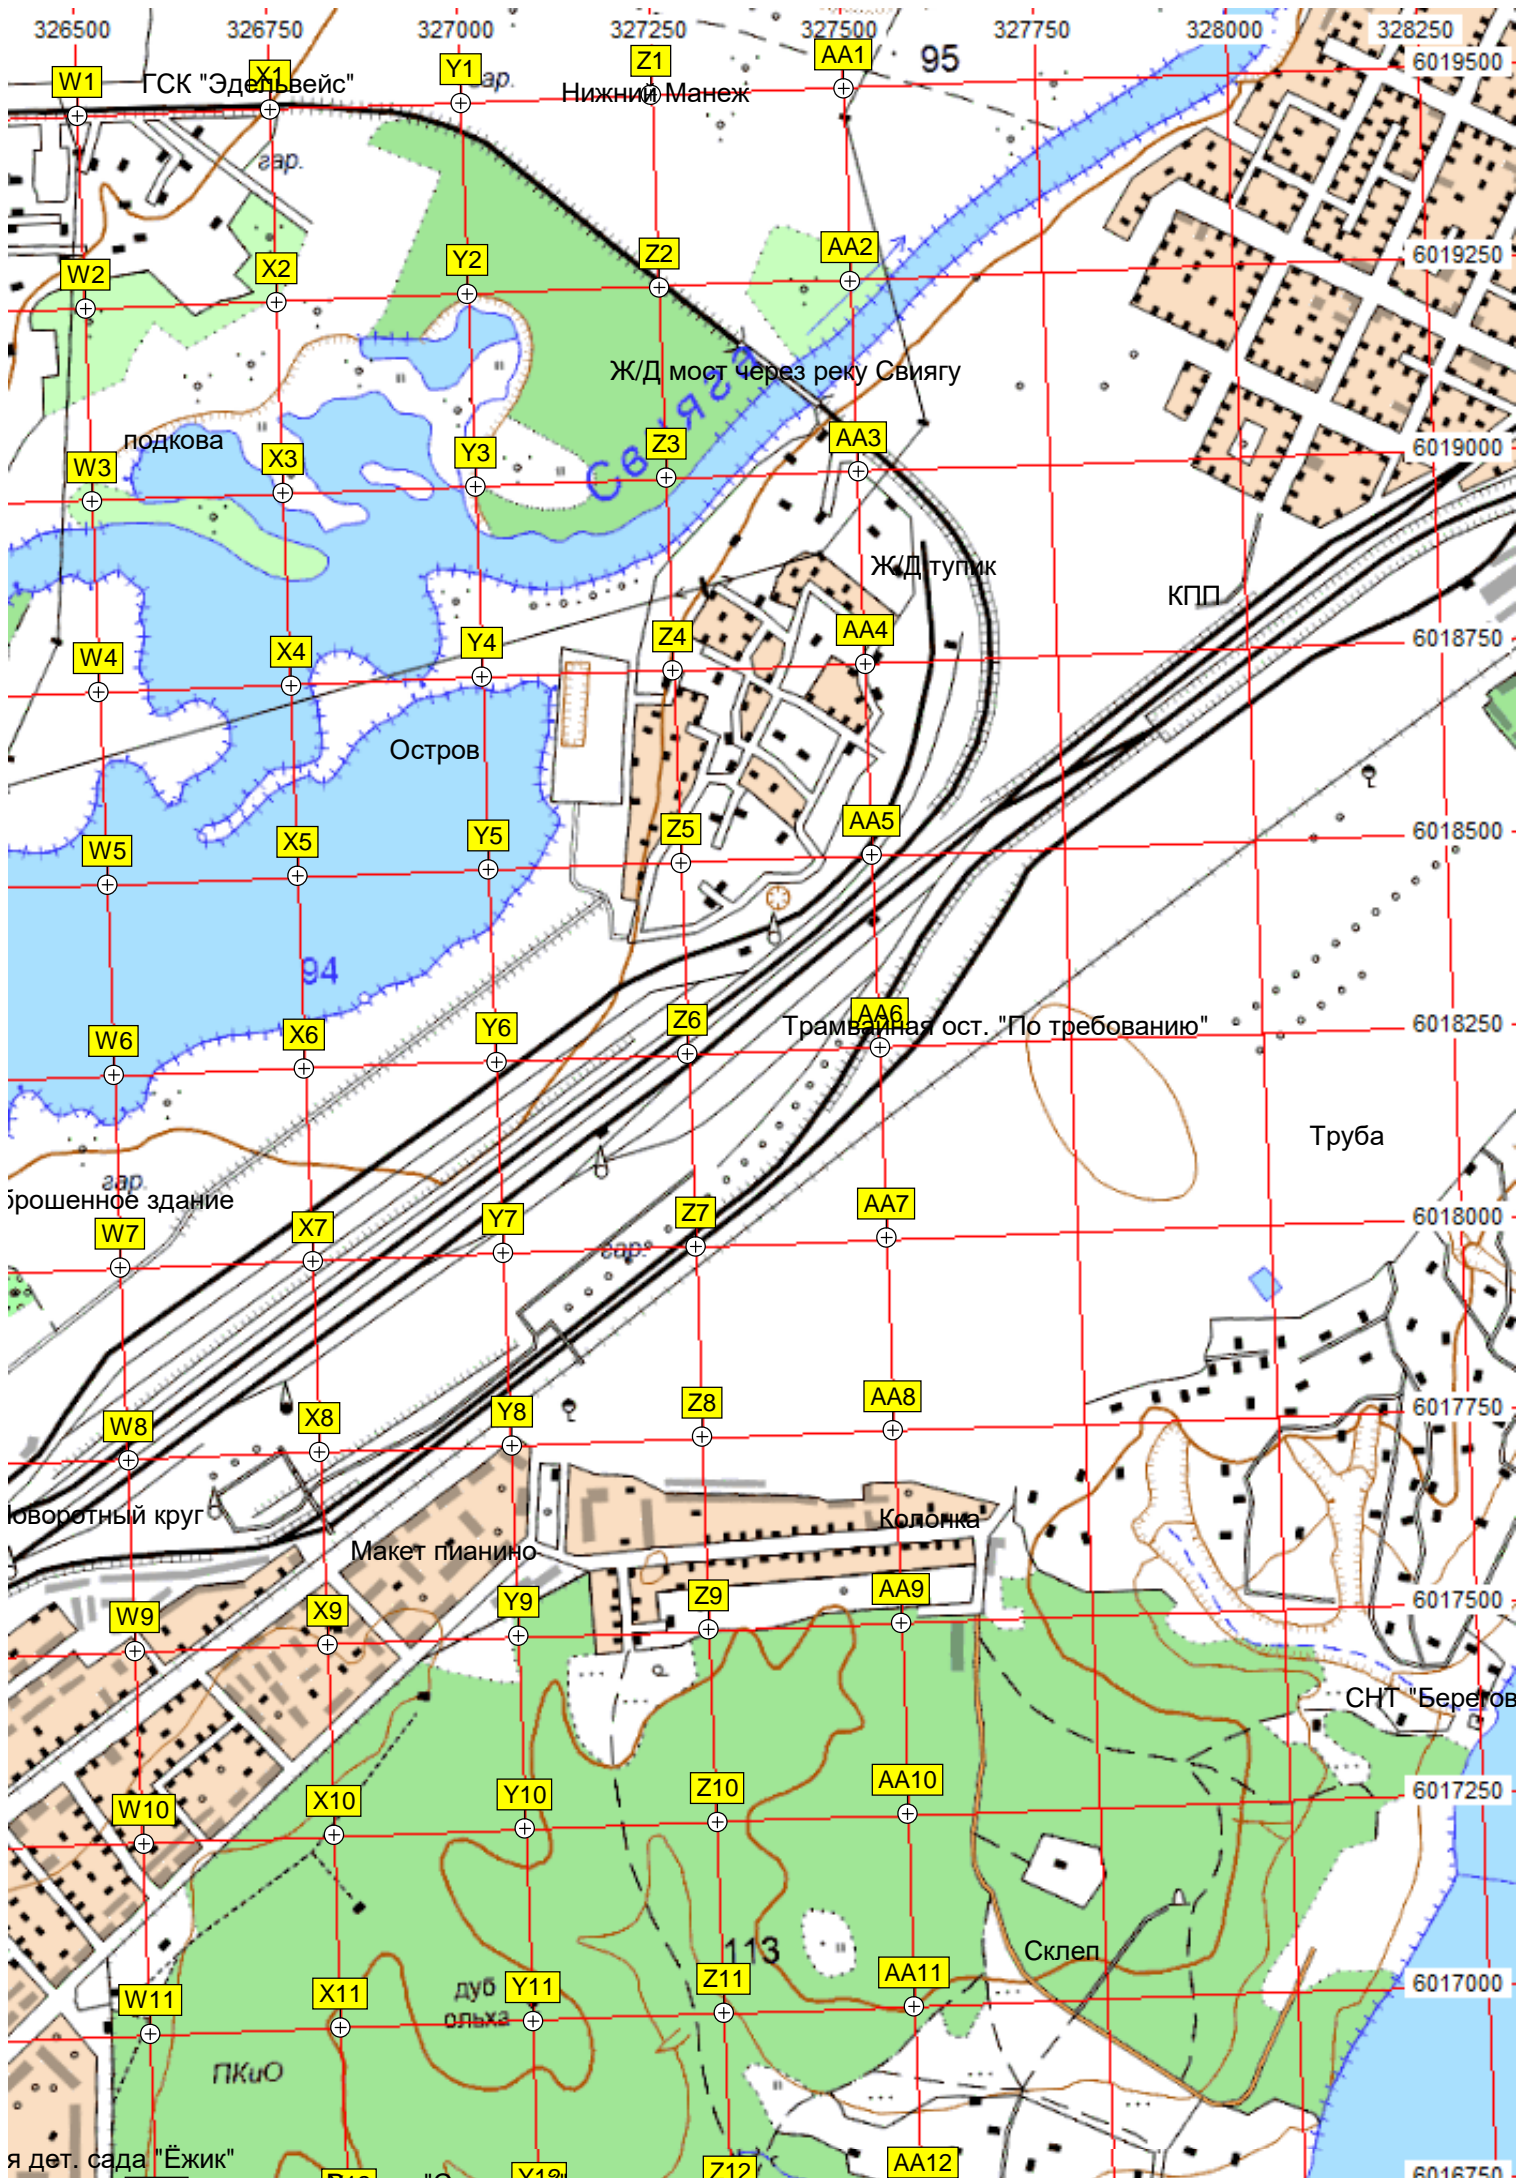 326500 326750 327000 327250 327500 327750 328000 328250
95
6019500
W1 X1 Y1 Z1 AA1
ГСК "Эдельвейс"
Нижний Манеж
гар.
6019250
W2 X2 Y2 Z2 AA2
Ж/Д мост через реку Свиягу
подкова
6019000
W3 X3 Y3 Z3 AA3
Ж/Д тупик
КПП
6018750
W4 X4 Y4 Z4 AA4
Остров
6018500
W5 X5 Y5 Z5 AA5
94
6018250
W6 X6 Y6 Z6 AA6
Трамвайная ост. "По требованию"
Труба
гар.
брошенное здание
6018000
W7 X7 Y7 Z7 AA7
гар.
6017750
W8 X8 Y8 Z8 AA8
поворотный круг
Колонка
Макет пианино
6017500
W9 X9 Y9 Z9 AA9
СНТ "Берегов
6017250
W10 X10 Y10 Z10 AA10
113
Склеп
6017000
W11 X11 Y11 Z11 AA11
дуб
ольха
ПКиО
я дет. сада "Ёжик"
Y12 Z12 AA12
6016750